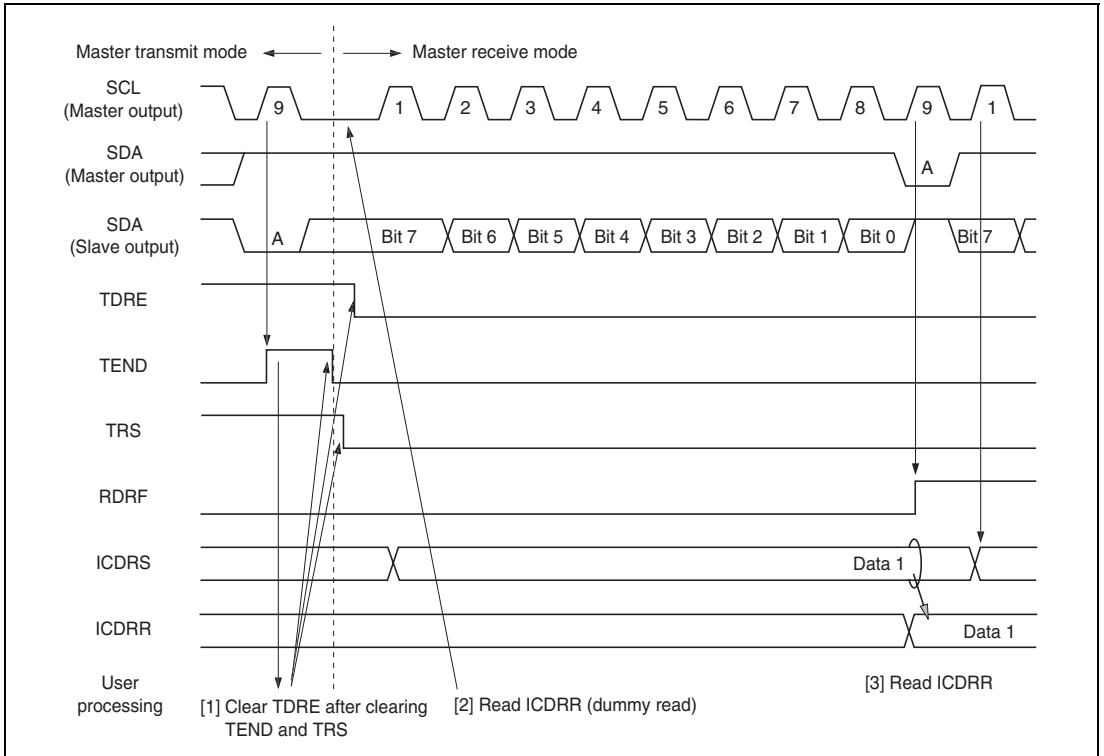 Master transmit mode Master receive mode
SCL
(Master output)
9 1 2 3 4 5 6 7 8 9 1
SDA
(Master output)
A
SDA
(Slave output)
A Bit 7 Bit 6 Bit 5 Bit 4 Bit 3 Bit 2 Bit 1 Bit 0 Bit 7
TDRE
TEND
TRS
RDRF
ICDRS
Data 1
ICDRR
Data 1
User
processing
[1] Clear TDRE after clearing
TEND and TRS
[2] Read ICDRR (dummy read)
[3] Read ICDRR